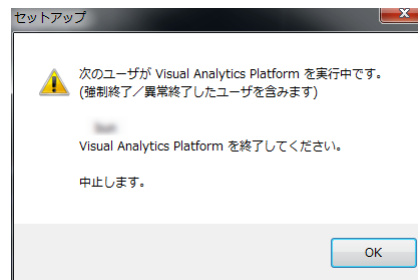 セットアップ
次のユーザが Visual Analytics Platform を実行中です。
(強制終了／異常終了したユーザを含みます)
Visual Analytics Platform を終了してください。
中止します。
OK